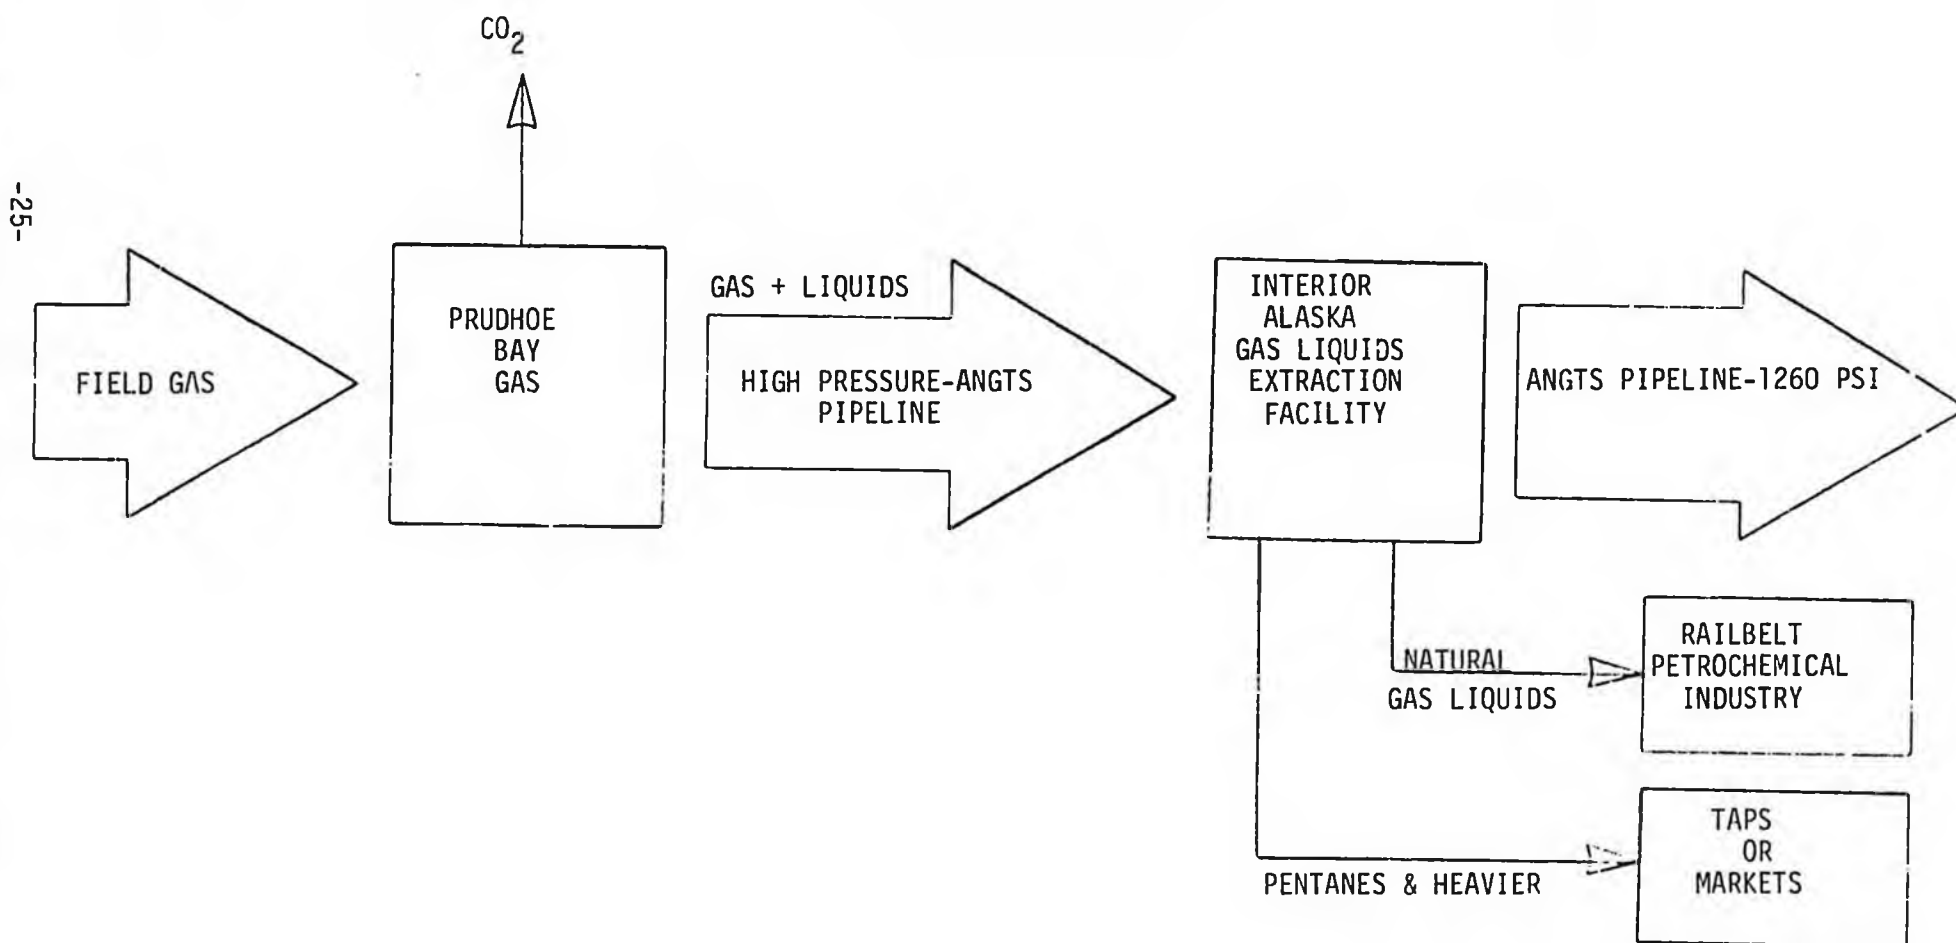 CO2
-25-
FIELD GAS
PRUDHOE
BAY
GAS
GAS + LIQUIDS
HIGH PRESSURE-ANGTS
PIPELINE
INTERIOR
ALASKA
GAS LIQUIDS
EXTRACTION
FACILITY
ANGTS PIPELINE-1260 PSI
NATURAL
GAS LIQUIDS
RAILBELT
PETROCHEMICAL
INDUSTRY
PENTANES & HEAVIER
TAPS
OR
MARKETS